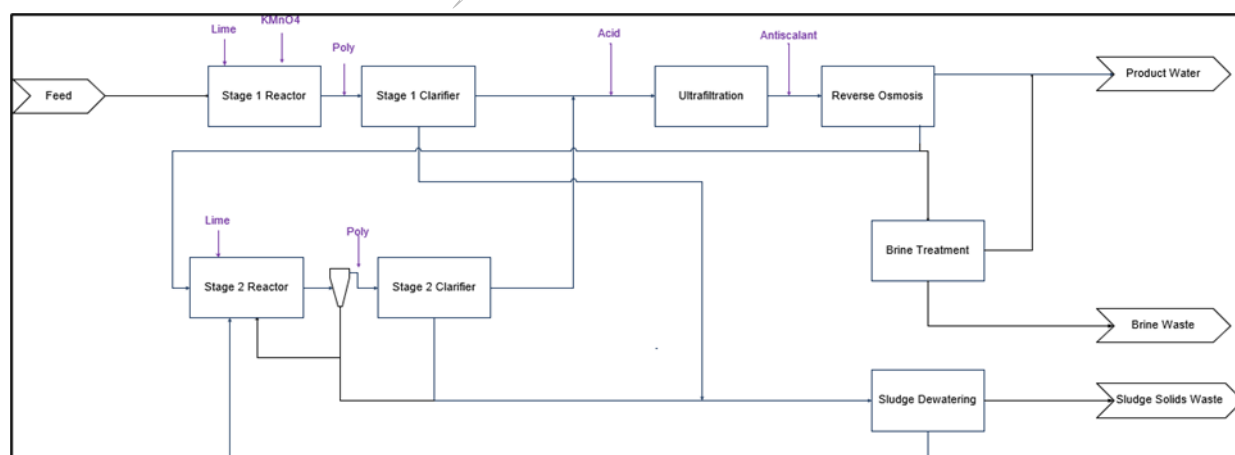 KMnO4
Lime
Poly
Acid
Antiscalant
Feed
Stage 1 Reactor
Stage 1 Clarifier
Ultrafiltration
Reverse Osmosis
Product Water
Lime
Poly
Brine Treatment
Stage 2 Reactor
Stage 2 Clarifier
Brine Waste
Sludge Dewatering
Sludge Solids Waste